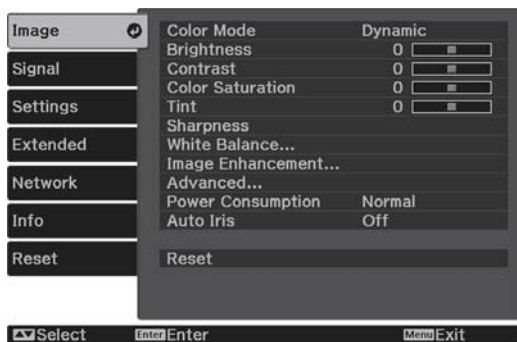 Image
Signal
Settings
Extended
Network
Info
Reset
Color Mode Dynamic
Brightness 0
Contrast 0
Color Saturation 0
Tint 0
Sharpness
White Balance...
Image Enhancement...
Advanced...
Power Consumption Normal
Auto Iris Off
Reset
Select Enter Enter Menu Exit